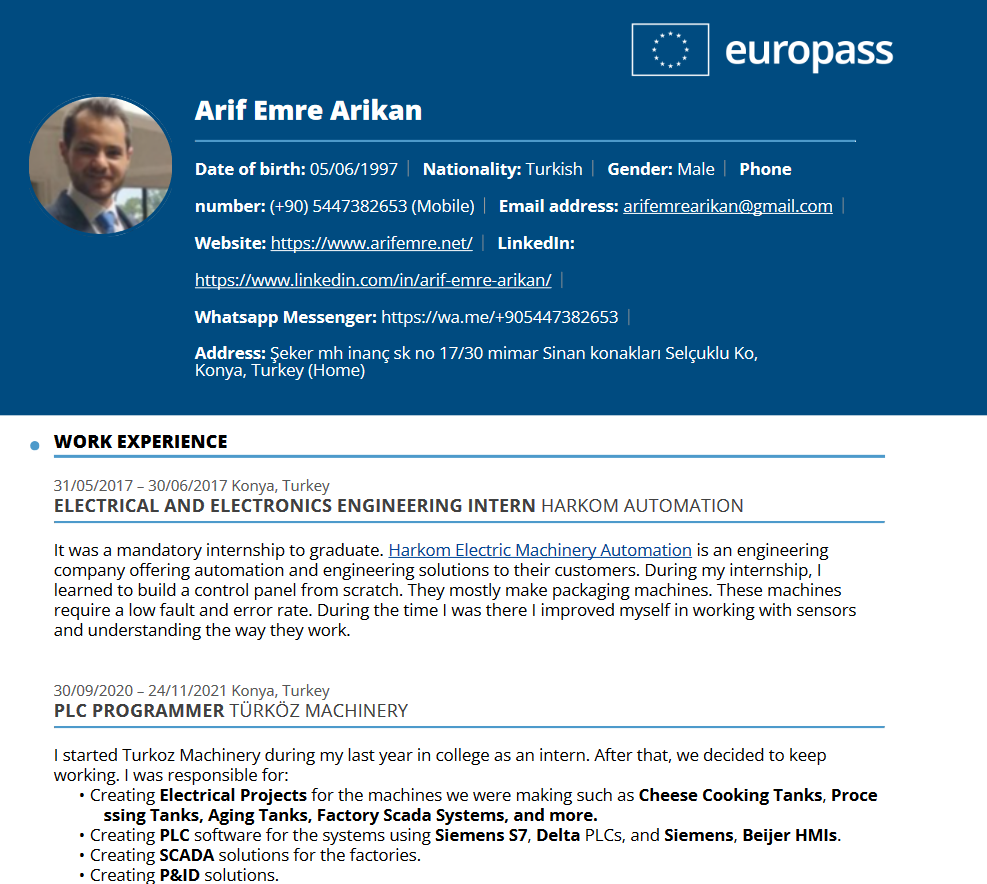 europass
Arif Emre Arikan
Date of birth: 05/06/1997 | Nationality: Turkish | Gender: Male | Phone
number: (+90) 5447382653 (Mobile) | Email address: arifemrearikan@gmail.com |
Website: https://www.arifemre.net/ | LinkedIn:
https://www.linkedin.com/in/arif-emre-arikan/ |
Whatsapp Messenger: https://wa.me/+905447382653 |
Address: Şeker mh inanç sk no 17/30 mimar Sinan konakları Selçuklu Ko,
Konya, Turkey (Home)
WORK EXPERIENCE
31/05/2017 – 30/06/2017 Konya, Turkey
ELECTRICAL AND ELECTRONICS ENGINEERING INTERN HARKOM AUTOMATION
It was a mandatory internship to graduate. Harkom Electric Machinery Automation is an engineering
company offering automation and engineering solutions to their customers. During my internship, I
learned to build a control panel from scratch. They mostly make packaging machines. These machines
require a low fault and error rate. During the time I was there I improved myself in working with sensors
and understanding the way they work.
30/09/2020 – 24/11/2021 Konya, Turkey
PLC PROGRAMMER TÜRKÖZ MACHINERY
I started Turkoz Machinery during my last year in college as an intern. After that, we decided to keep
working. I was responsible for:
• Creating Electrical Projects for the machines we were making such as Cheese Cooking Tanks, Proce
ssing Tanks, Aging Tanks, Factory Scada Systems, and more.
• Creating PLC software for the systems using Siemens S7, Delta PLCs, and Siemens, Beijer HMIs.
• Creating SCADA solutions for the factories.
• Creating P&ID solutions.